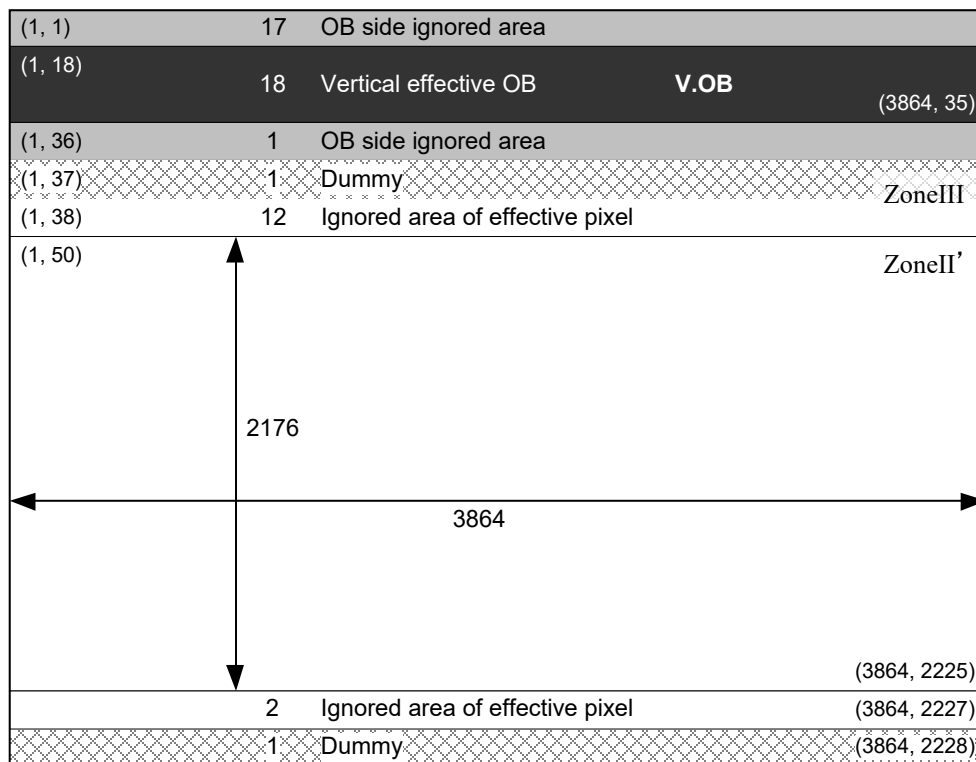 (1, 1) 17 OB side ignored area
(1, 18) 18 Vertical effective OB V.OB (3864, 35)
(1, 36) 1 OB side ignored area
(1, 37) 1 Dummy
ZoneIII
(1, 38) 12 Ignored area of effective pixel
(1, 50) ZoneII’
2176
3864
(3864, 2225)
2 Ignored area of effective pixel (3864, 2227)
1 Dummy (3864, 2228)